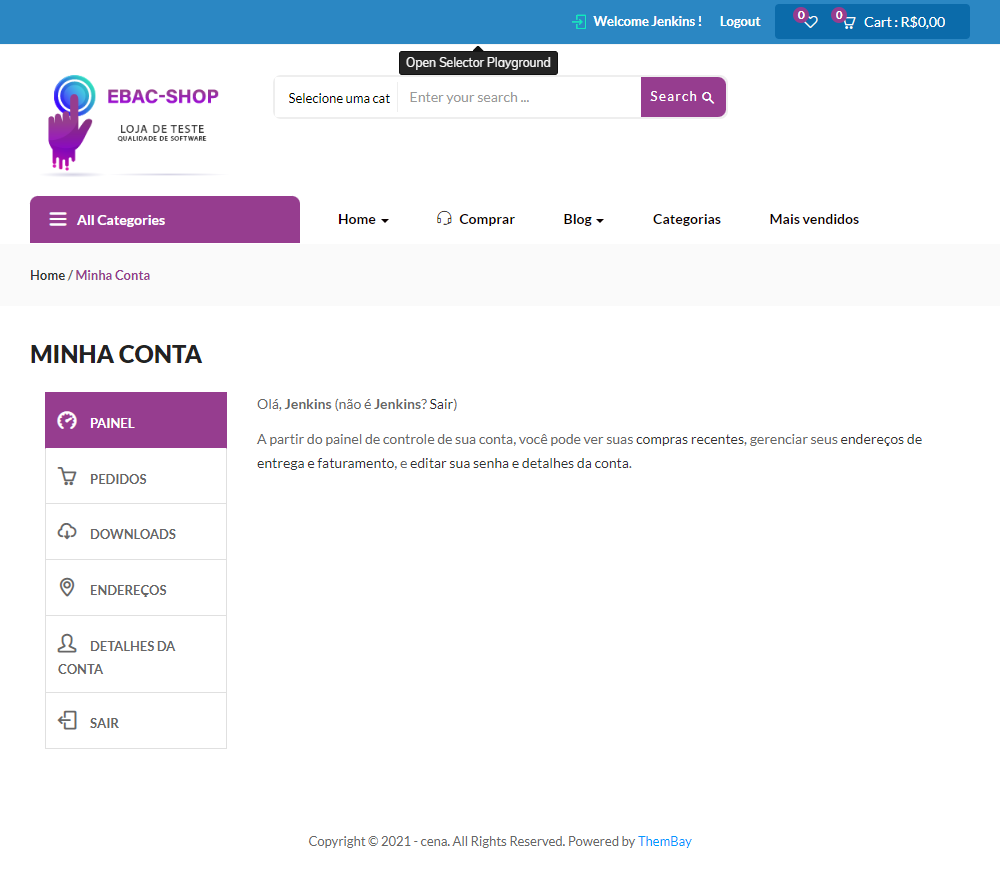 Welcome Jenkins ! Logout 0 0 Cart : R$0,00
Open Selector Playground
EBAC-SHOP
LOJA DE TESTE
QUALIDADE DE SOFTWARE
Selecione uma cat Enter your search ... Search
All Categories Home Comprar Blog Categorias Mais vendidos
Home / Minha Conta
MINHA CONTA
PAINEL
PEDIDOS
DOWNLOADS
ENDEREÇOS
DETALHES DA
CONTA
SAIR
Olá, Jenkins (não é Jenkins? Sair)
A partir do painel de controle de sua conta, você pode ver suas compras recentes, gerenciar seus endereços de
entrega e faturamento, e editar sua senha e detalhes da conta.
Copyright © 2021 - cena. All Rights Reserved. Powered by ThemBay